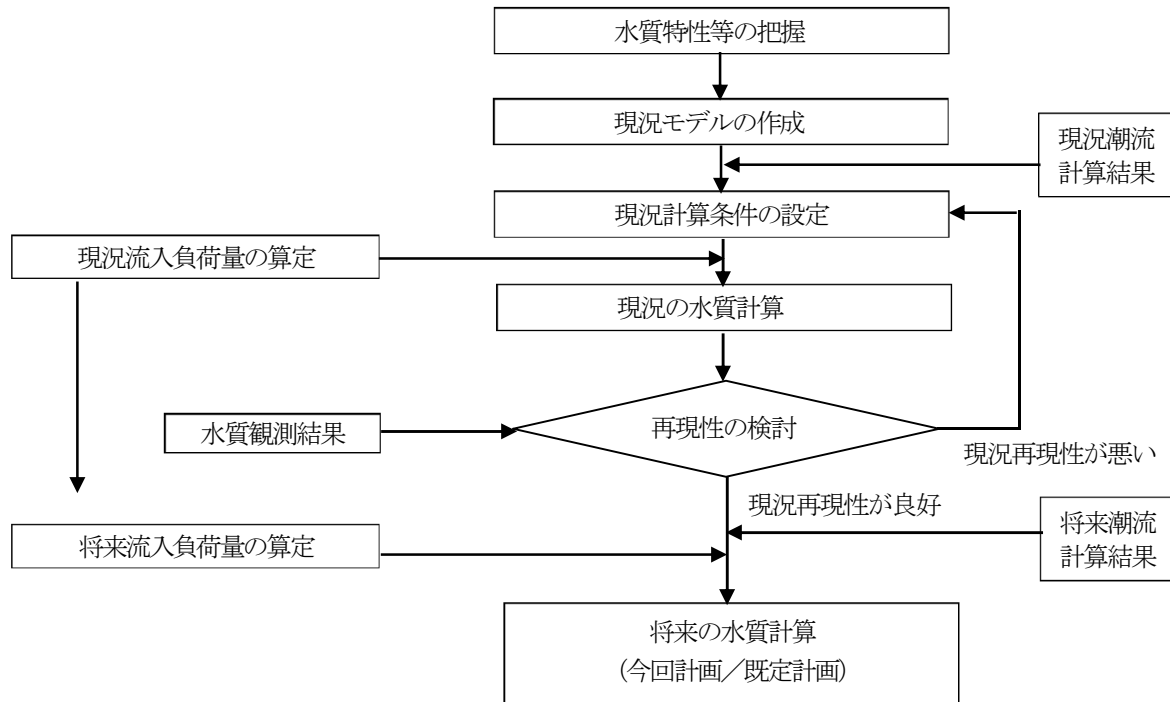 水質特性等の把握
現況モデルの作成
現況潮流
計算結果
現況計算条件の設定
現況流入負荷量の算定
現況の水質計算
水質観測結果
再現性の検討
現況再現性が悪い
現況再現性が良好
将来流入負荷量の算定
将来潮流
計算結果
将来の水質計算
(今回計画／既定計画)